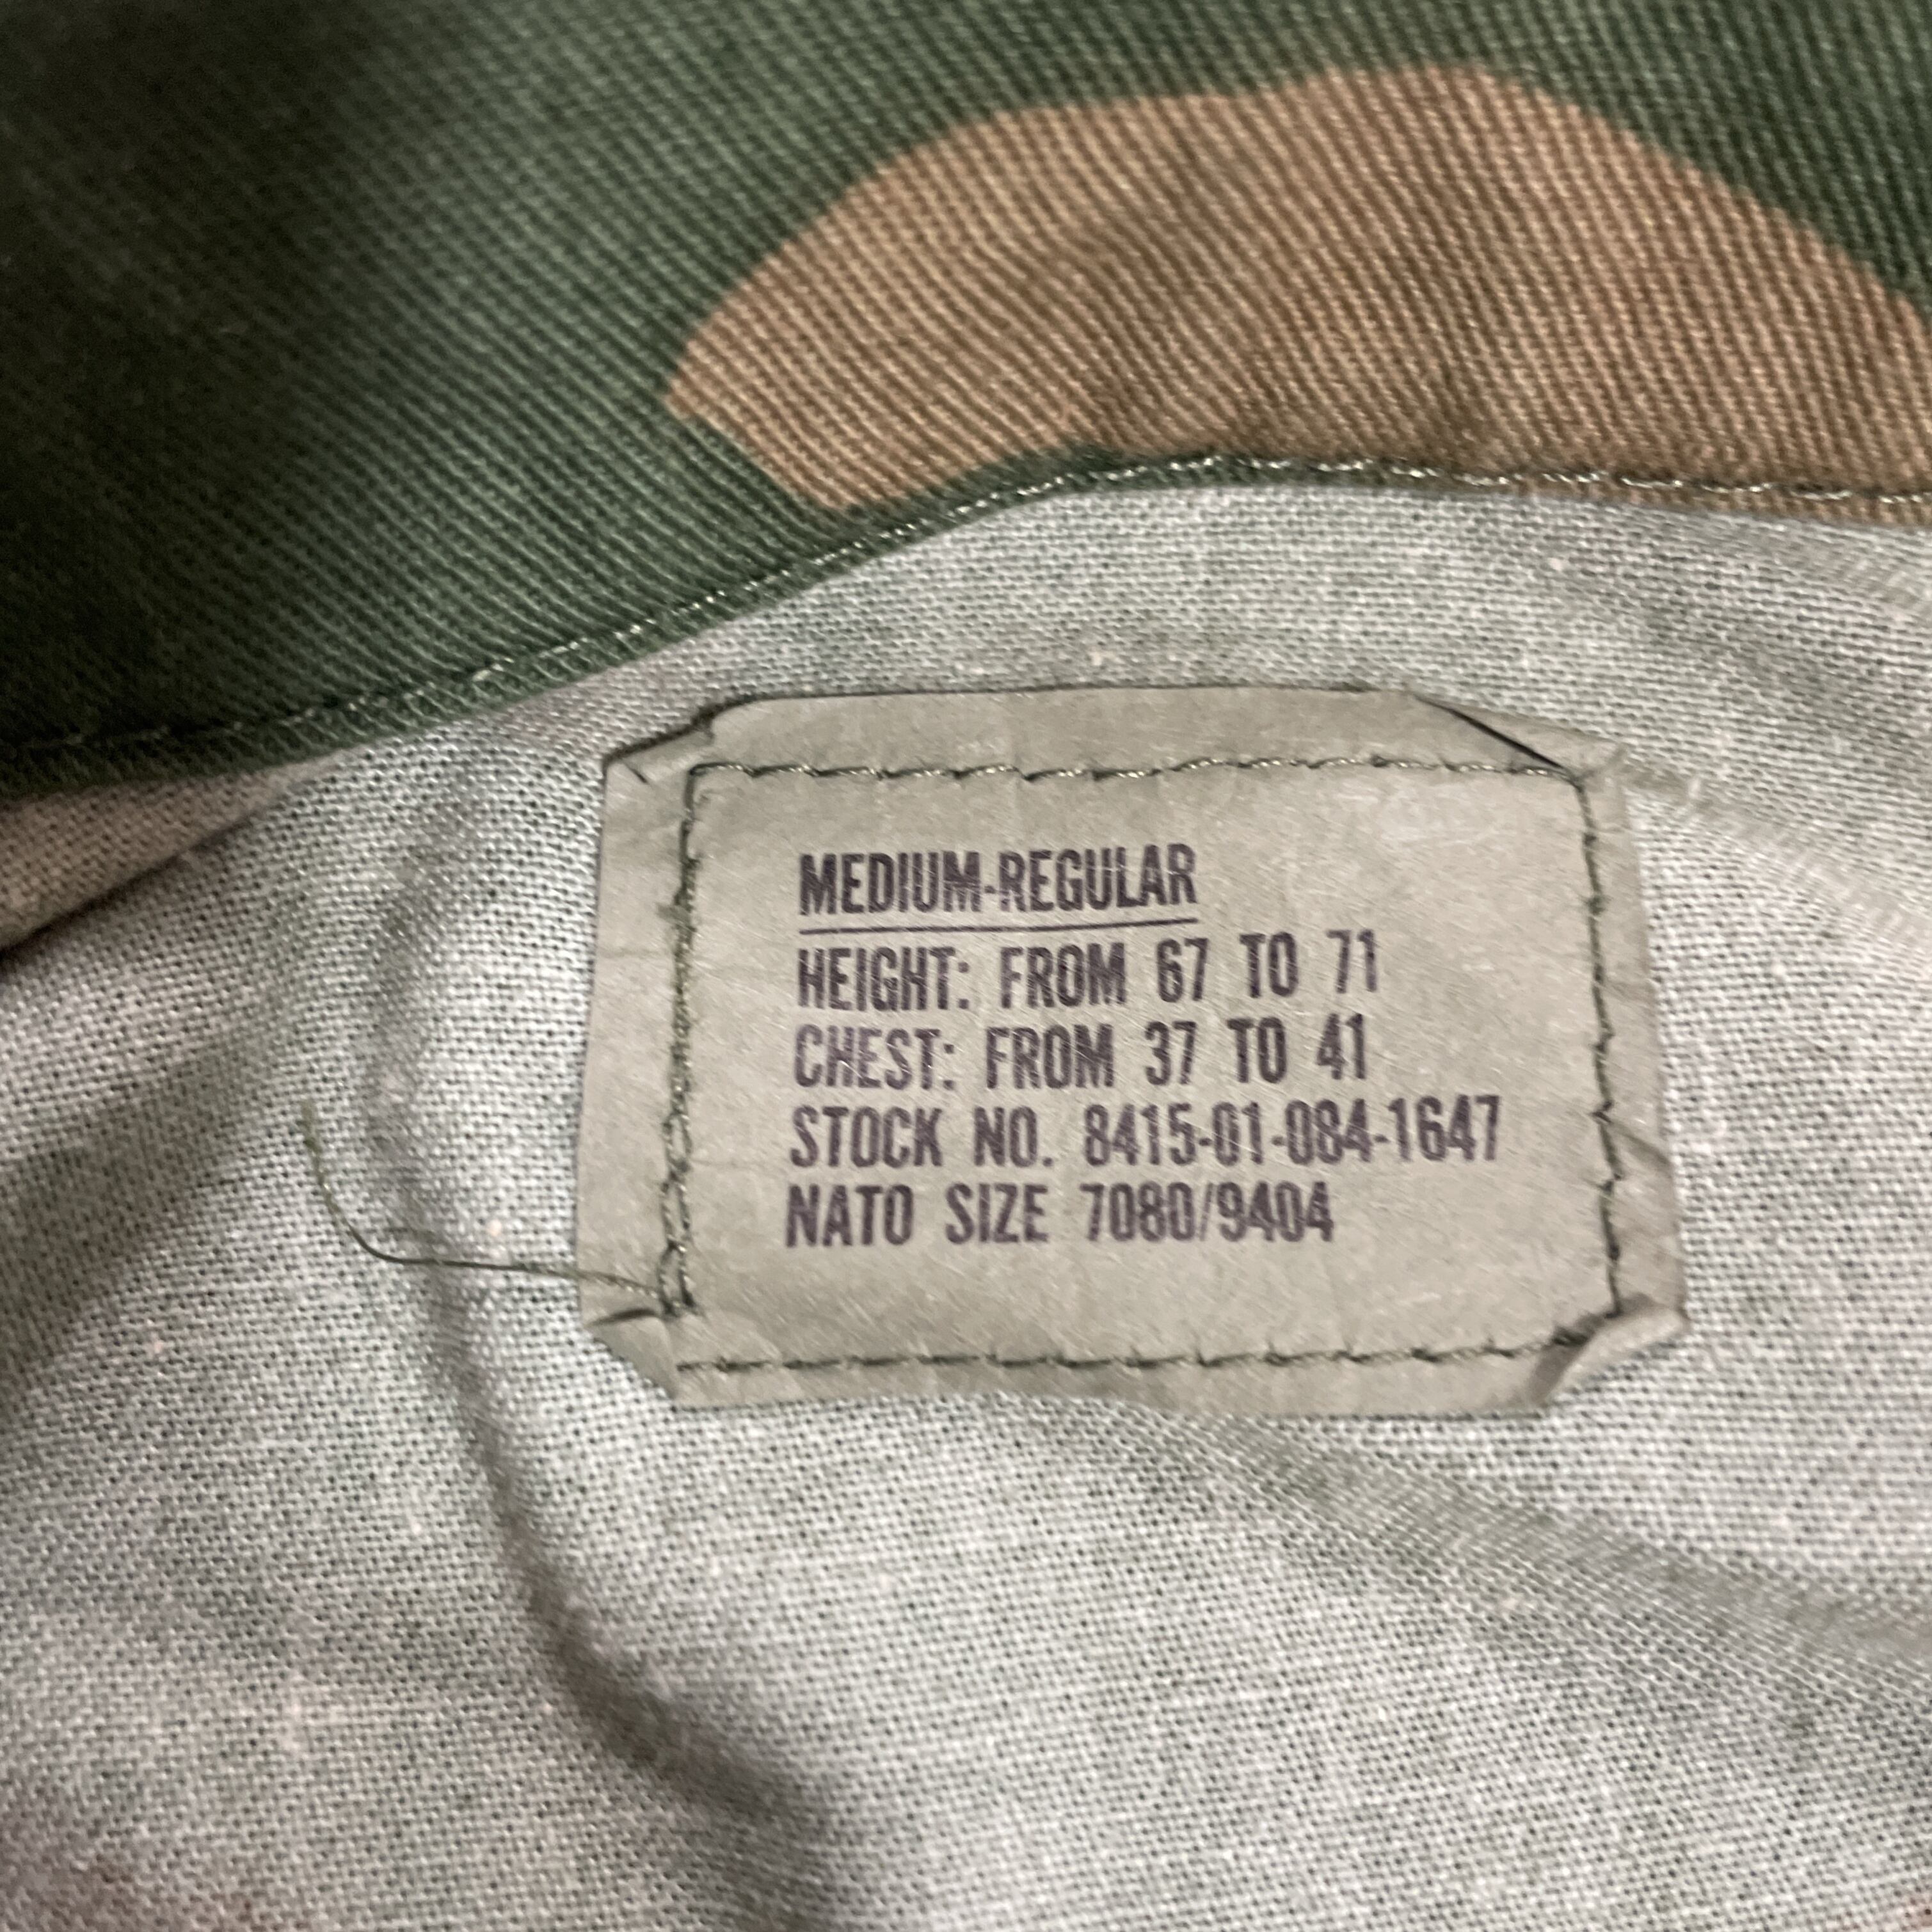 MEDIUM-REGULAR
HEIGHT: FROM 67 TO 71
CHEST: FROM 37 TO 41
STOCK NO. 8415-01-084-1647
NATO SIZE 7080/9404